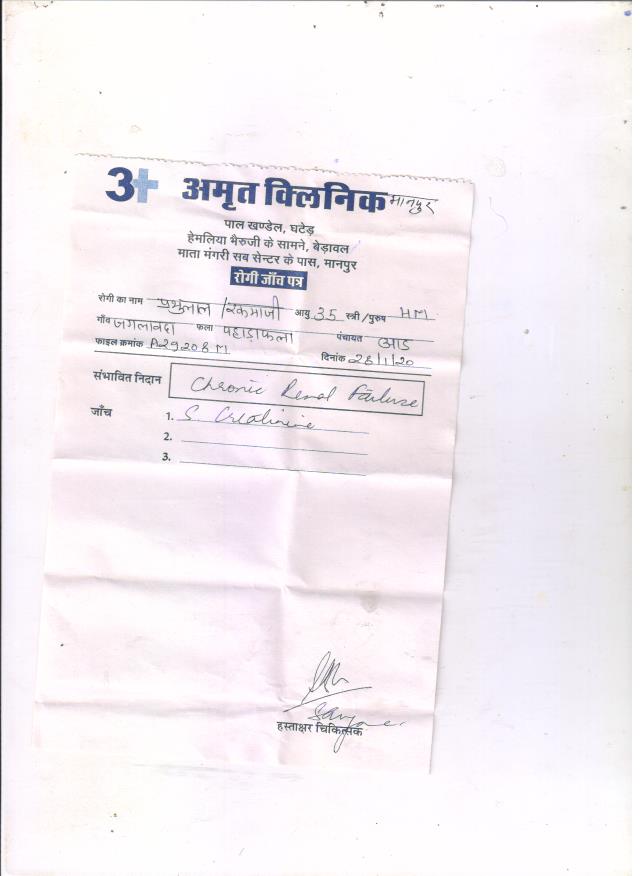 अमृत क्लिनिक मानपुर
पाल खण्डेल, घटेड़
हेमलिया भैरुजी के सामने, बेड़ावल
माता मंगरी सब सेन्टर के पास, मानपुर
रोगी जाँच पत्र
रोगी का नाम प्रभुलाल / रकमाजी आयु 35 स्त्री / पुरुष HM
गाँव जगलावदा फला पहाड़ाफला पंचायत आड
फाइल क्रमांक A29208M दिनांक 28/1/20
संभावित निदान Chronic Renal Failure
जाँच 1. S. Creatinine
2.
3.
हस्ताक्षर चिकित्सक